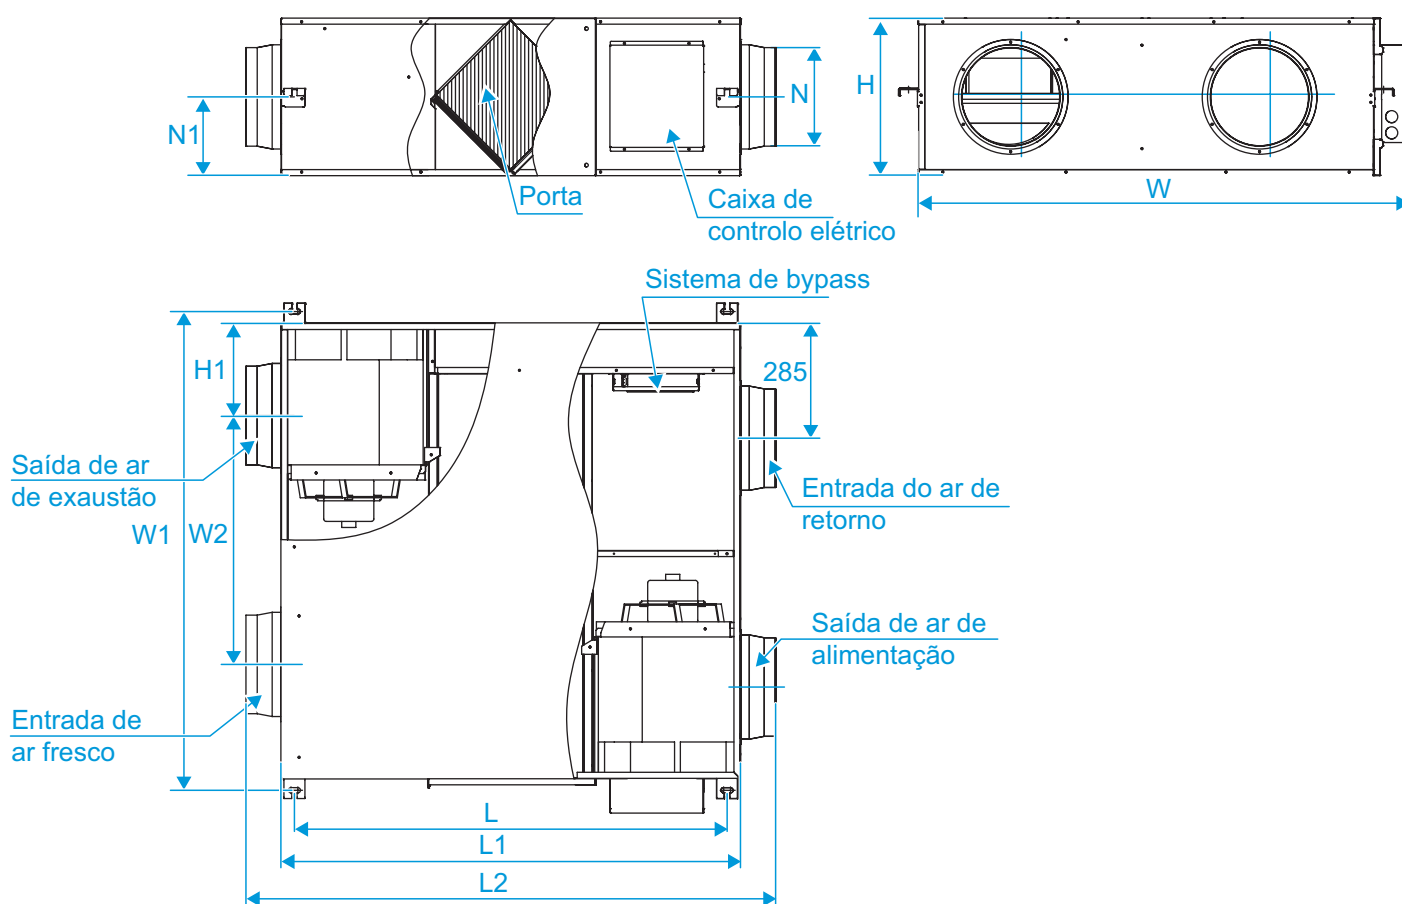 N1
Porta
N
Caixa de
controlo elétrico
H
W
Sistema de bypass
H1
285
Saída de ar
de exaustão
W1
W2
Entrada do ar de
retorno
Saída de ar de
alimentação
Entrada de
ar fresco
L
L1
L2